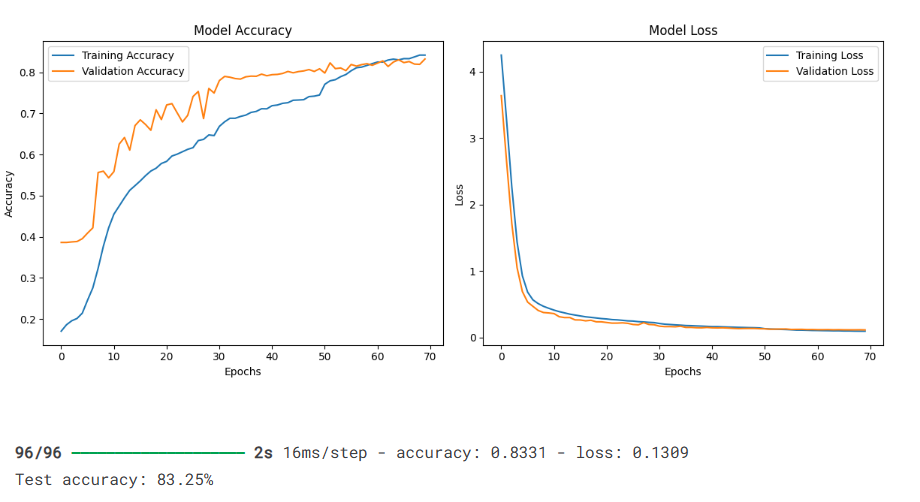 Model Accuracy
Training Accuracy
Validation Accuracy
0.8
0.7
0.6
0.5
0.4
0.3
0.2
Accuracy
0 10 20 30 40 50 60 70
Epochs
Model Loss
Training Loss
Validation Loss
4
3
2
1
0
Loss
0 10 20 30 40 50 60 70
Epochs
96/96 2s 16ms/step - accuracy: 0.8331 - loss: 0.1309
Test accuracy: 83.25%